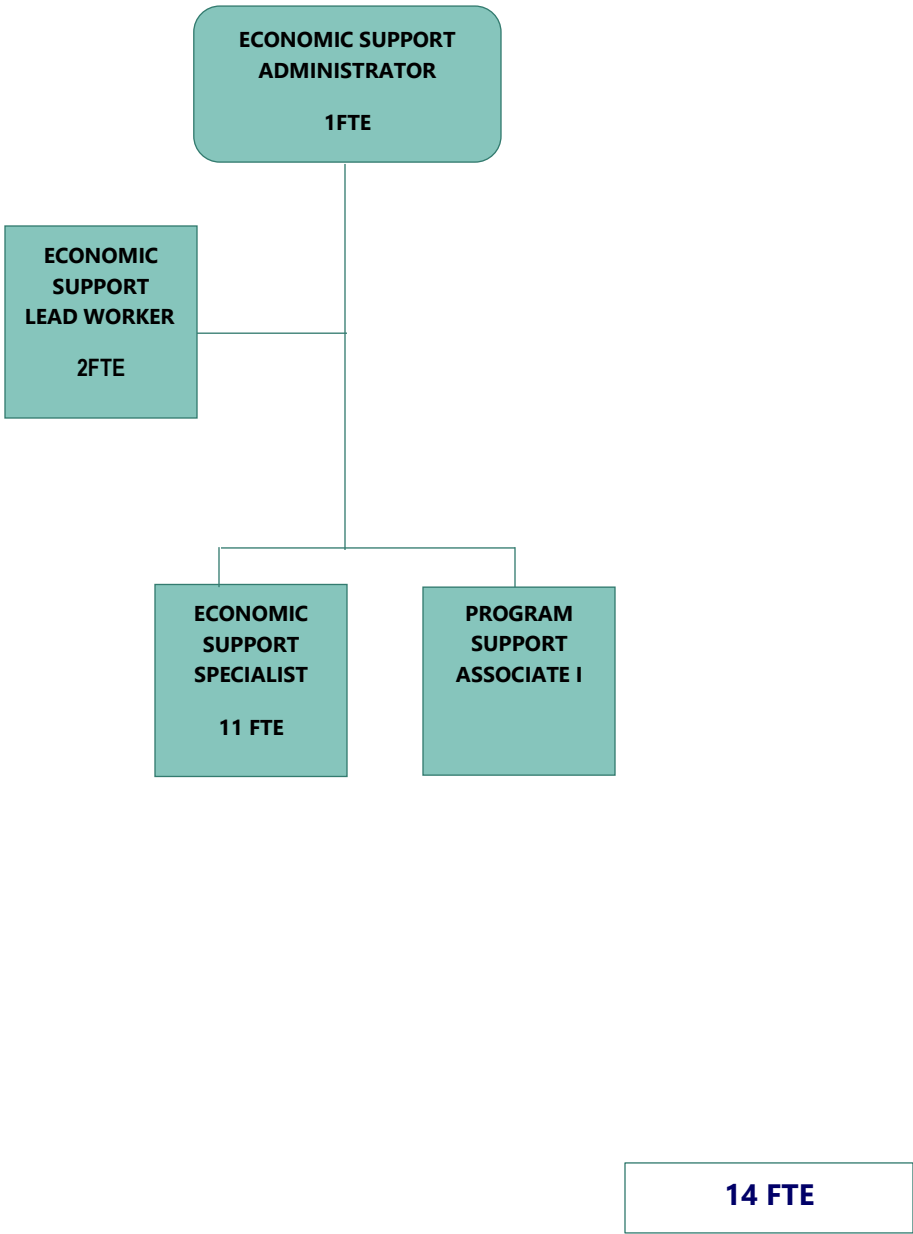 ECONOMIC SUPPORT
ADMINISTRATOR
1FTE
ECONOMIC
SUPPORT
LEAD WORKER
2FTE
ECONOMIC
SUPPORT
SPECIALIST
11 FTE
PROGRAM
SUPPORT
ASSOCIATE I
14 FTE